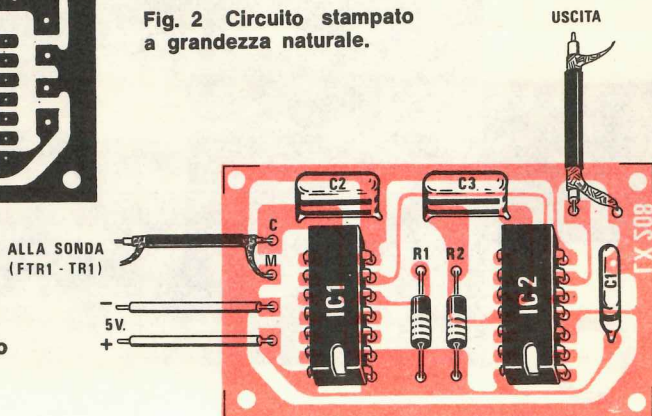 Fig. 2 Circuito stampato
a grandezza naturale.
USCITA
C2
C3
C
M
ALLA SONDA
(FTR1 - TR1)
R1
R2
IC1
IC2
C1
LX 208
-
5V.
+
o